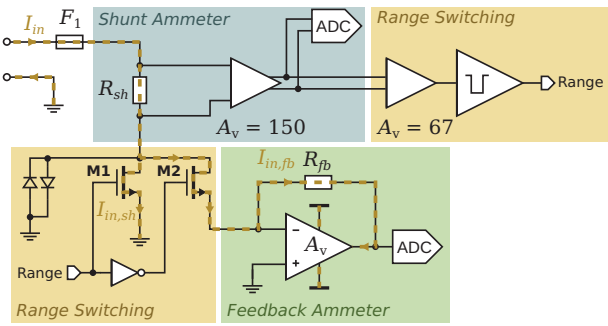 I_in F_1 Shunt Ammeter ADC Range Switching
R_sh Range
A_v = 150 A_v = 67
M1 M2 I_in,fb R_fb
I_in,sh
− A_v ADC
+
Range
Range Switching Feedback Ammeter